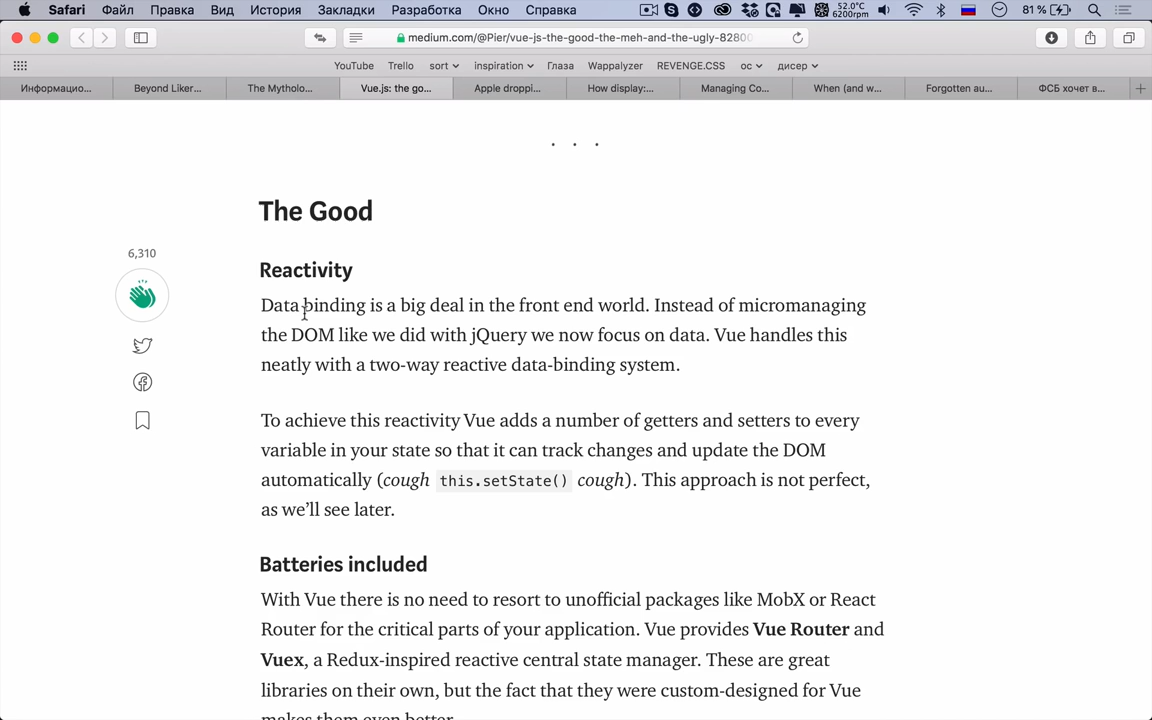 Safari Файл Правка Вид История Закладки Разработка Окно Справка 52.0°C 6200rpm 81 %
medium.com/@Pier/vue-js-the-good-the-meh-and-the-ugly-82800
YouTube Trello sort inspiration Глаза Wappalyzer REVENGE.CSS ос дисер
Информацио... Beyond Liker... The Mytholo... Vue.js: the go... Apple droppi... How display:... Managing Co... When (and w... Forgotten au... ФСБ хочет в...
. . .
The Good
6,310
Reactivity
Data binding is a big deal in the front end world. Instead of micromanaging
the DOM like we did with jQuery we now focus on data. Vue handles this
neatly with a two-way reactive data-binding system.
To achieve this reactivity Vue adds a number of getters and setters to every
variable in your state so that it can track changes and update the DOM
automatically (cough this.setState() cough). This approach is not perfect,
as we’ll see later.
Batteries included
With Vue there is no need to resort to unofficial packages like MobX or React
Router for the critical parts of your application. Vue provides Vue Router and
Vuex, a Redux-inspired reactive central state manager. These are great
libraries on their own, but the fact that they were custom-designed for Vue
makes them even better.